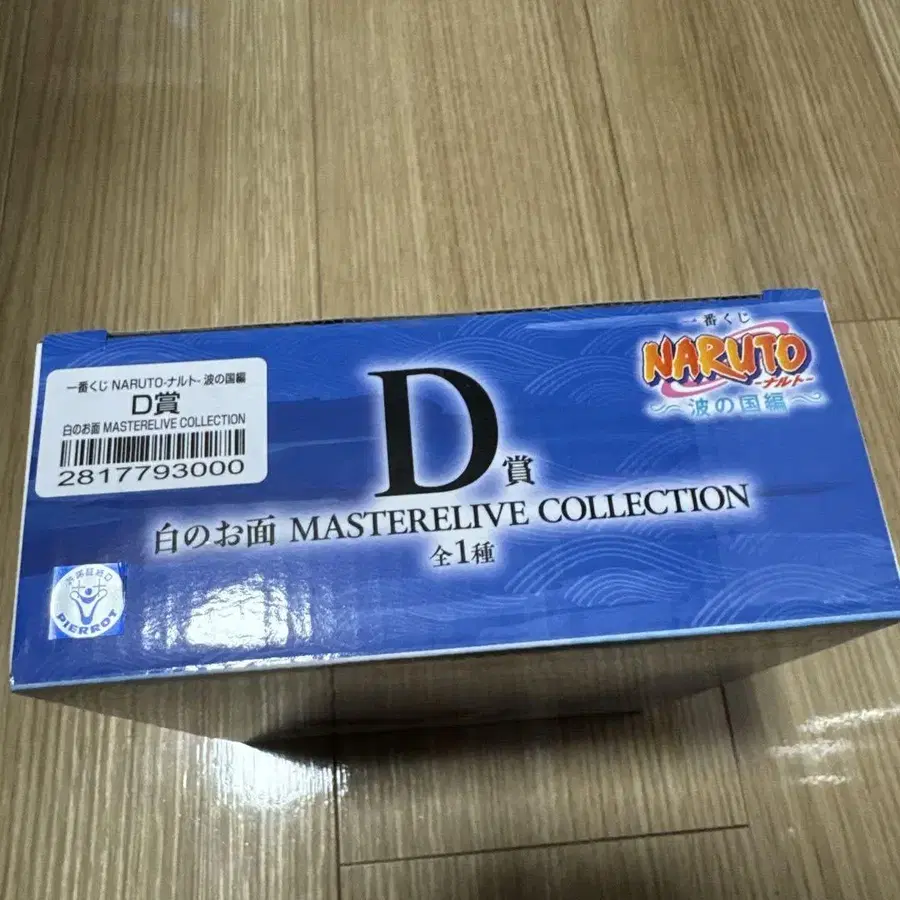 一番くじ NARUTO-ナルト- 波の国編
D賞
白のお面 MASTERELIVE COLLECTION
2817793000
D賞
白のお面 MASTERELIVE COLLECTION
全1種
一番くじ
NARUTO
-ナルト-
~波の国編~
PIERROT